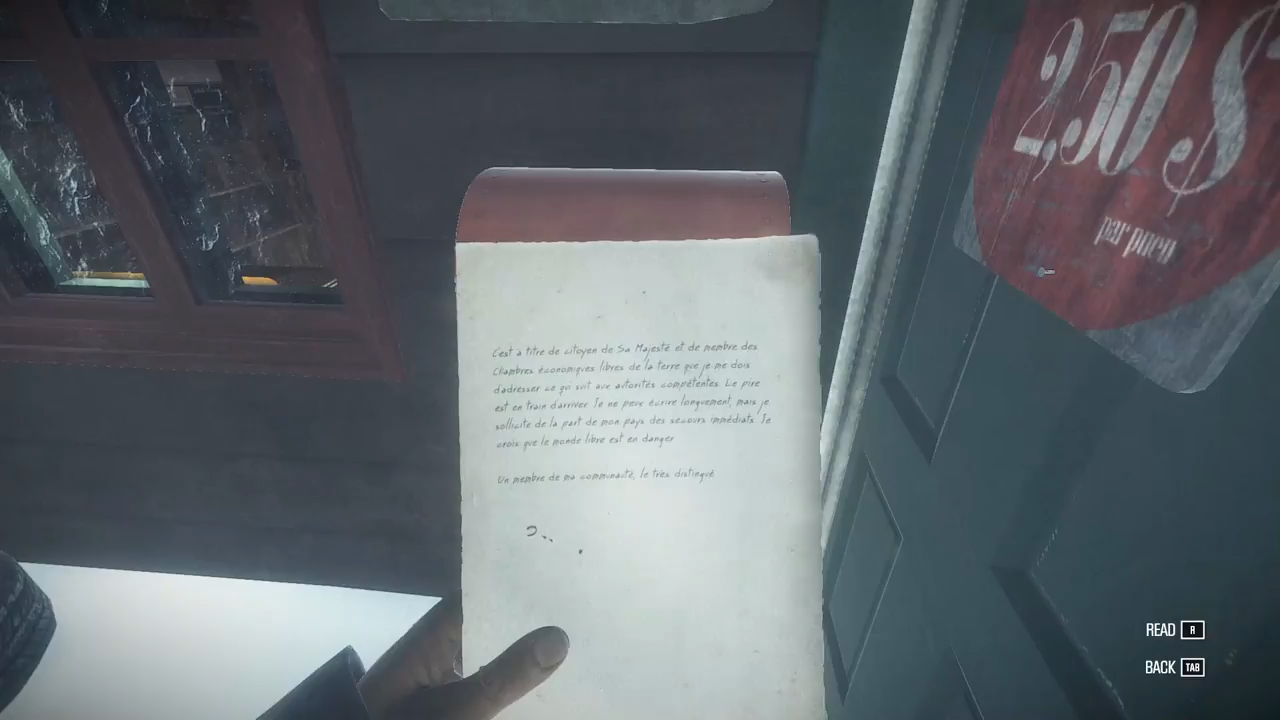 2,50 $
par pneu
C'est à titre de citoyen de Sa Majesté et de membre des
Chambres économiques libres de la terre que je me dois
d'adresser ce qui suit aux autorités compétentes. Le pire
est en train d'arriver. Je ne peux écrire longuement, mais je
sollicite de la part de mon pays des secours immédiats. Je
crois que le monde libre est en danger
Un membre de ma communauté, le très distingué
READ R
BACK TAB